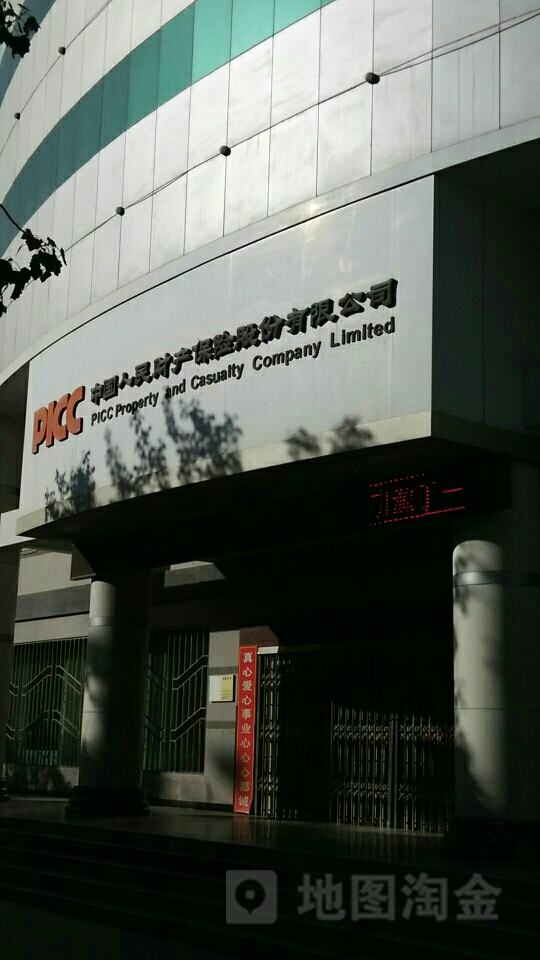 PICC
中国人民财产保险股份有限公司
PICC Property and Casualty Company Limited
真心爱心事业心心心都诚
地图淘金